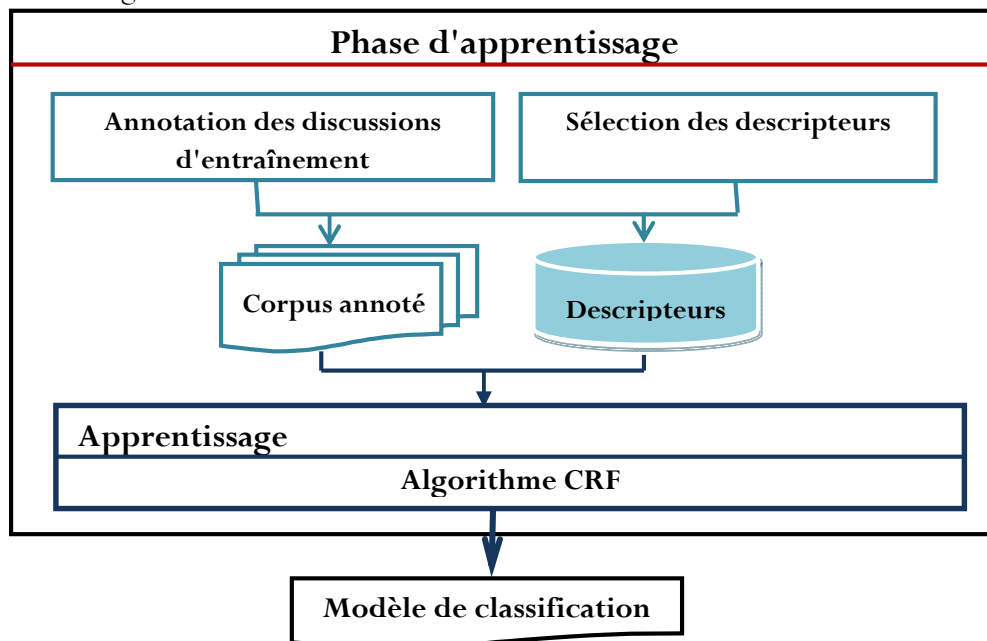 Phase d'apprentissage
Annotation des discussions
d'entraînement
Sélection des descripteurs
Corpus annoté
Descripteurs
Apprentissage
Algorithme CRF
Modèle de classification